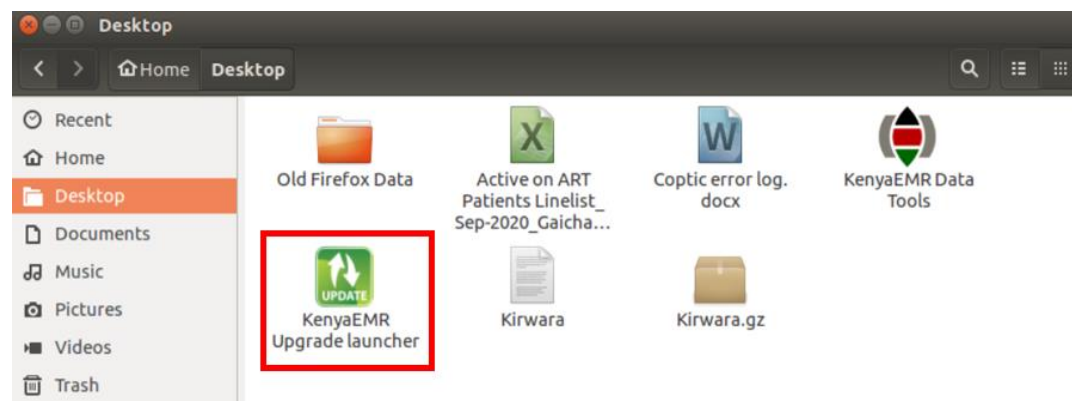 Desktop
Home Desktop
Recent
Home
Desktop
Documents
Music
Pictures
Videos
Trash
Old Firefox Data
Active on ART
Patients Linelist_
Sep-2020_Gaicha...
Coptic error log.
docx
KenyaEMR Data
Tools
UPDATE
KenyaEMR
Upgrade launcher
Kirwara
Kirwara.gz